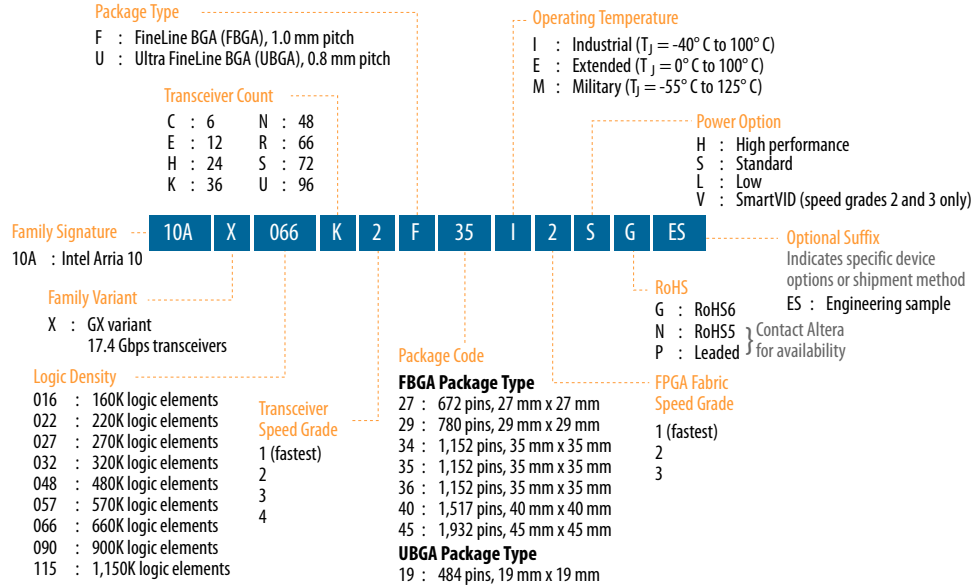 Package Type
F : FineLine BGA (FBGA), 1.0 mm pitch
U : Ultra FineLine BGA (UBGA), 0.8 mm pitch
Operating Temperature
I : Industrial (TJ = -40° C to 100° C)
E : Extended (TJ = 0° C to 100° C)
M : Military (TJ = -55° C to 125° C)
Transceiver Count
C : 6 N : 48
E : 12 R : 66
H : 24 S : 72
K : 36 U : 96
Power Option
H : High performance
S : Standard
L : Low
V : SmartVID (speed grades 2 and 3 only)
Family Signature
10A : Intel Arria 10
10A X 066 K 2 F 35 I 2 S G ES
Optional Suffix
Indicates specific device
options or shipment method
ES : Engineering sample
Family Variant
X : GX variant
17.4 Gbps transceivers
RoHS
G : RoHS6
N : RoHS5
P : Leaded
} Contact Altera
for availability
Logic Density
016 : 160K logic elements
022 : 220K logic elements
027 : 270K logic elements
032 : 320K logic elements
048 : 480K logic elements
057 : 570K logic elements
066 : 660K logic elements
090 : 900K logic elements
115 : 1,150K logic elements
Transceiver
Speed Grade
1 (fastest)
2
3
4
Package Code
FBGA Package Type
27 : 672 pins, 27 mm x 27 mm
29 : 780 pins, 29 mm x 29 mm
34 : 1,152 pins, 35 mm x 35 mm
35 : 1,152 pins, 35 mm x 35 mm
36 : 1,152 pins, 35 mm x 35 mm
40 : 1,517 pins, 40 mm x 40 mm
45 : 1,932 pins, 45 mm x 45 mm
UBGA Package Type
19 : 484 pins, 19 mm x 19 mm
FPGA Fabric
Speed Grade
1 (fastest)
2
3